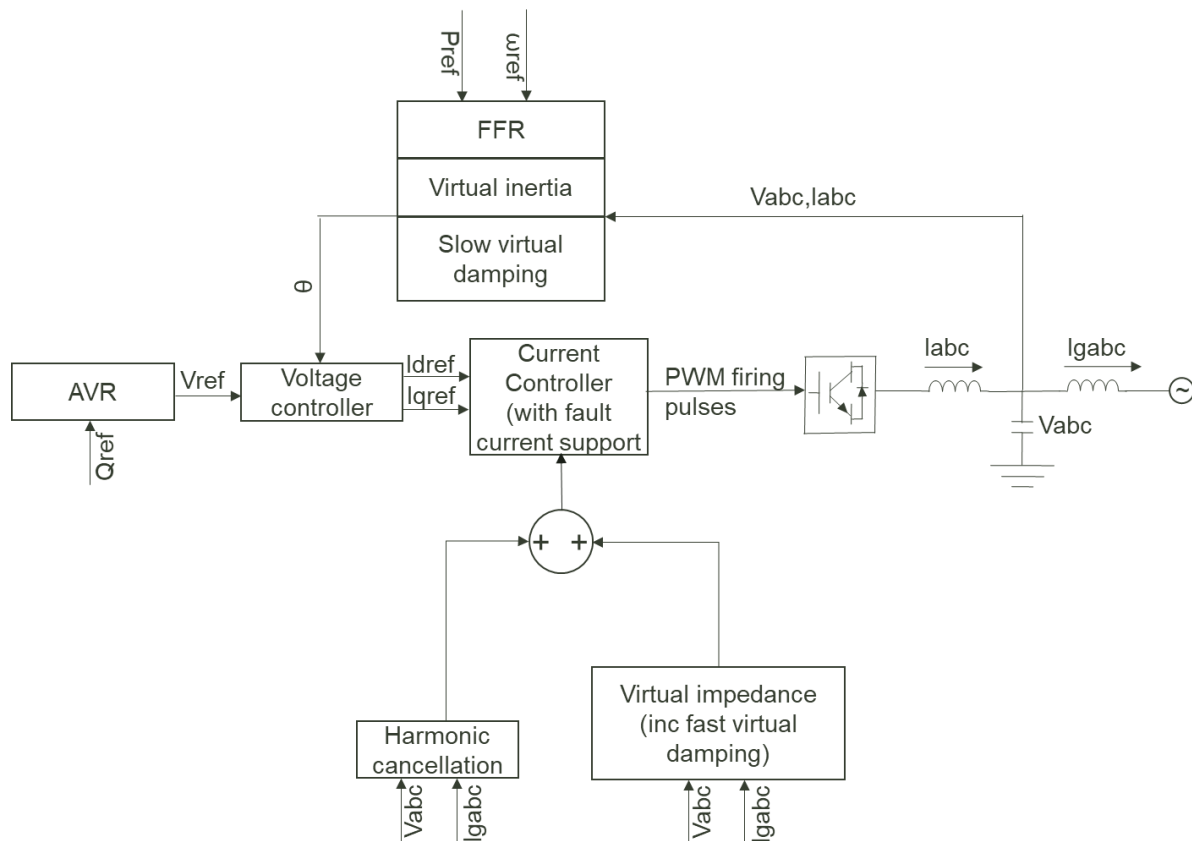 Pref
ωref
FFR
Virtual inertia
Slow virtual
damping
Vabc,Iabc
θ
AVR
Vref
Qref
Voltage
controller
Idref
Iqref
Current
Controller
(with fault
current support
PWM firing
pulses
Iabc
Igabc
Vabc
~
+ +
Harmonic
cancellation
Vabc
Igabc
Virtual impedance
(inc fast virtual
damping)
Vabc
Igabc